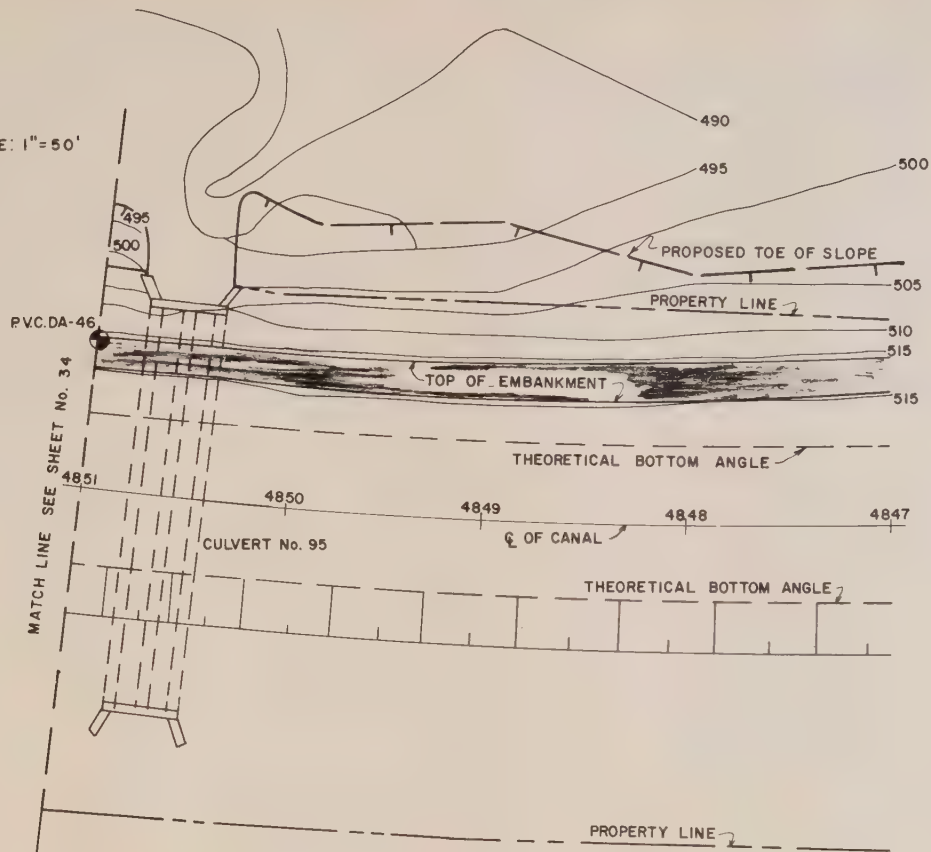 E: 1"=50'
490
495
500
495
500
PROPOSED TOE OF SLOPE
505
PROPERTY LINE
P.V.C. DA-46
510
515
TOP OF EMBANKMENT
515
MATCH LINE SEE SHEET No. 34
THEORETICAL BOTTOM ANGLE
4851
4850
4849
4848
4847
℄ OF CANAL
CULVERT No. 95
THEORETICAL BOTTOM ANGLE
PROPERTY LINE